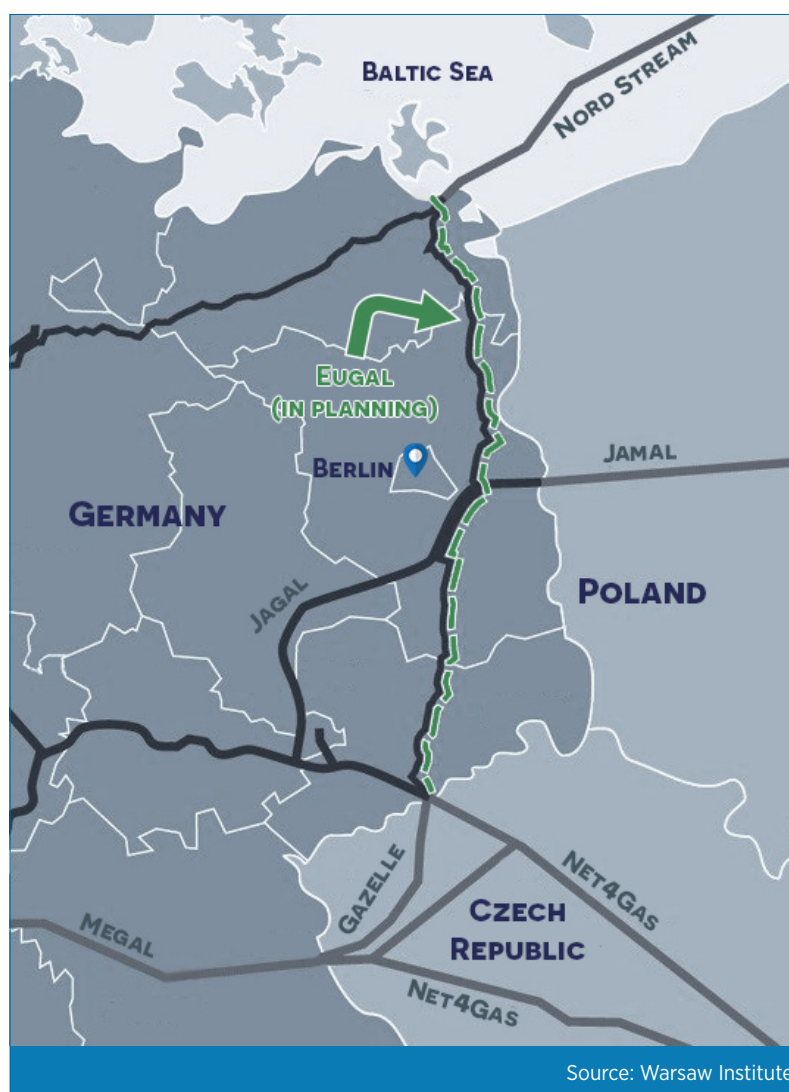 BALTIC SEA
NORD STREAM
EUGAL
(IN PLANNING)
BERLIN
JAMAL
GERMANY
POLAND
JAGAL
GAZELLE
NET4GAS
CZECH
REPUBLIC
MEGAL
NET4GAS
Source: Warsaw Institute